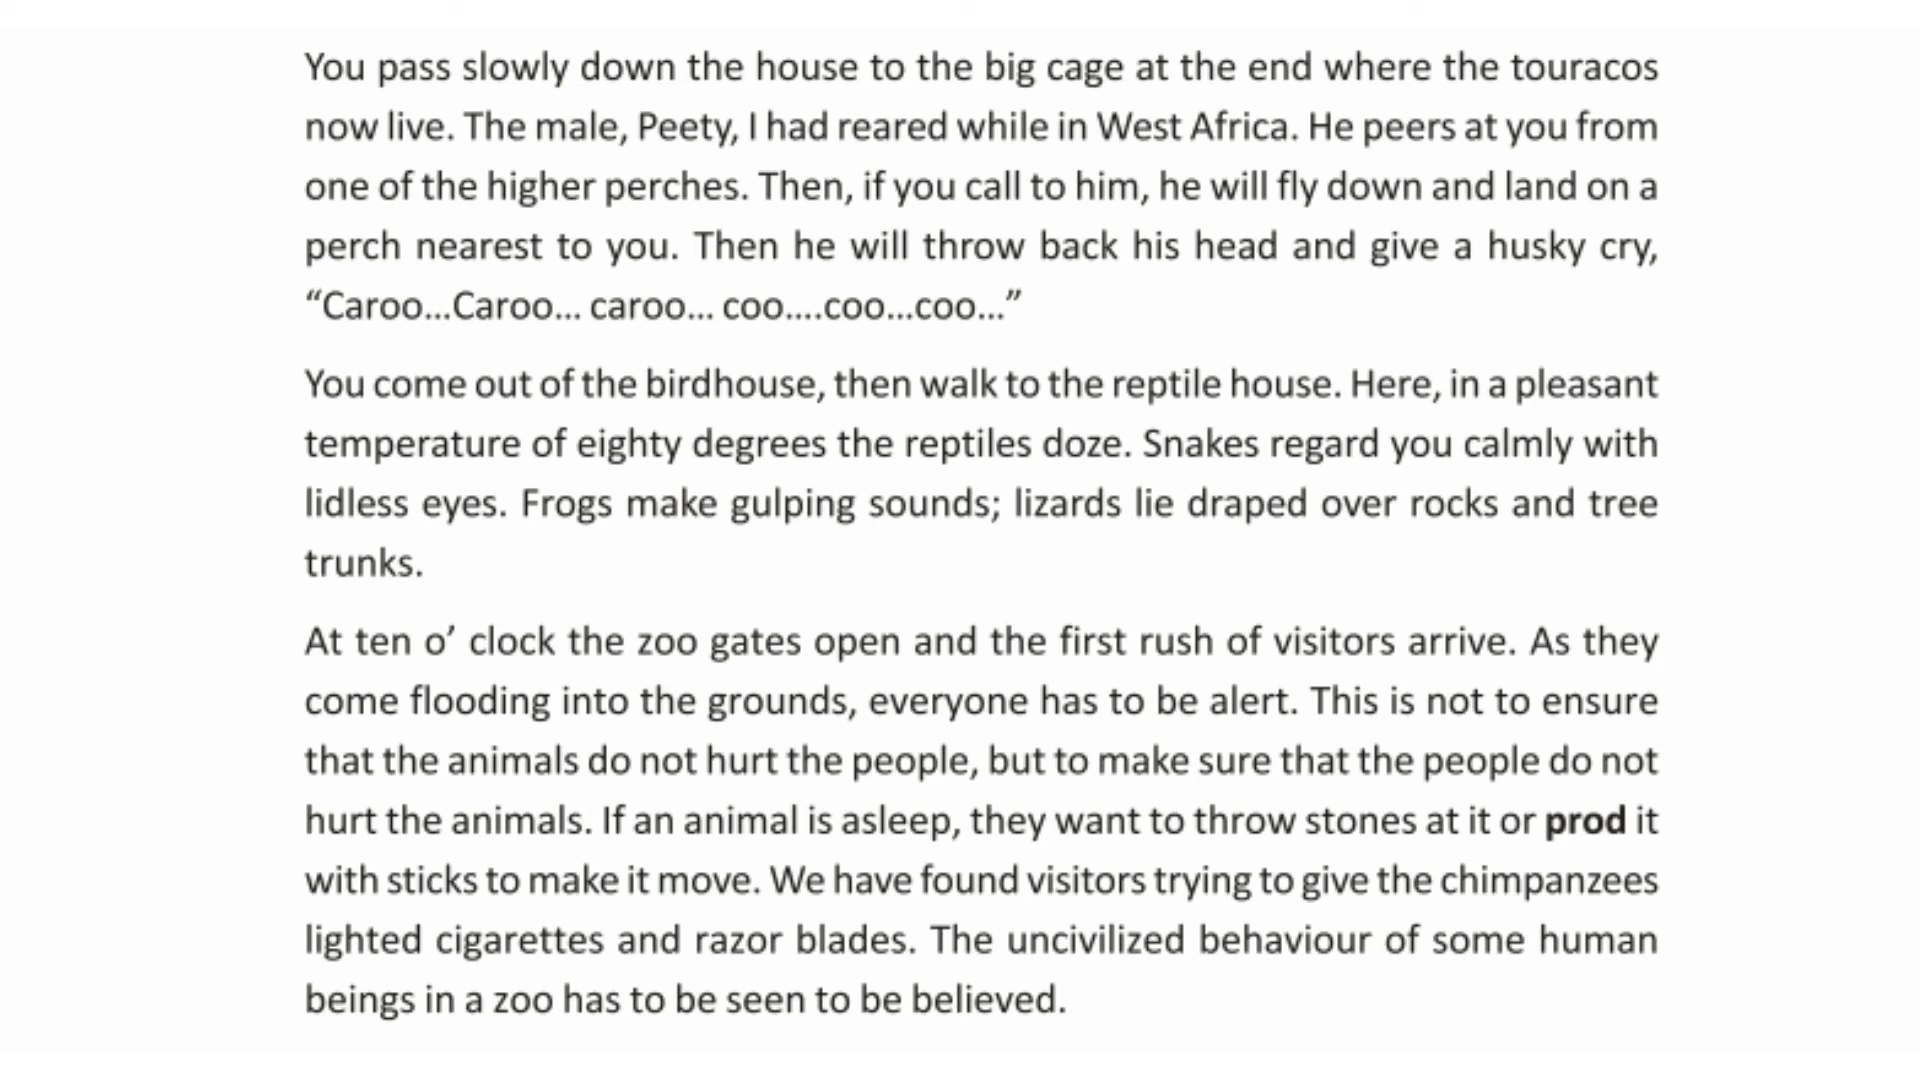 You pass slowly down the house to the big cage at the end where the touracos
now live. The male, Peety, I had reared while in West Africa. He peers at you from
one of the higher perches. Then, if you call to him, he will fly down and land on a
perch nearest to you. Then he will throw back his head and give a husky cry,
“Caroo...Caroo... caroo... coo....coo...coo...”
You come out of the birdhouse, then walk to the reptile house. Here, in a pleasant
temperature of eighty degrees the reptiles doze. Snakes regard you calmly with
lidless eyes. Frogs make gulping sounds; lizards lie draped over rocks and tree
trunks.
At ten o’ clock the zoo gates open and the first rush of visitors arrive. As they
come flooding into the grounds, everyone has to be alert. This is not to ensure
that the animals do not hurt the people, but to make sure that the people do not
hurt the animals. If an animal is asleep, they want to throw stones at it or prod it
with sticks to make it move. We have found visitors trying to give the chimpanzees
lighted cigarettes and razor blades. The uncivilized behaviour of some human
beings in a zoo has to be seen to be believed.